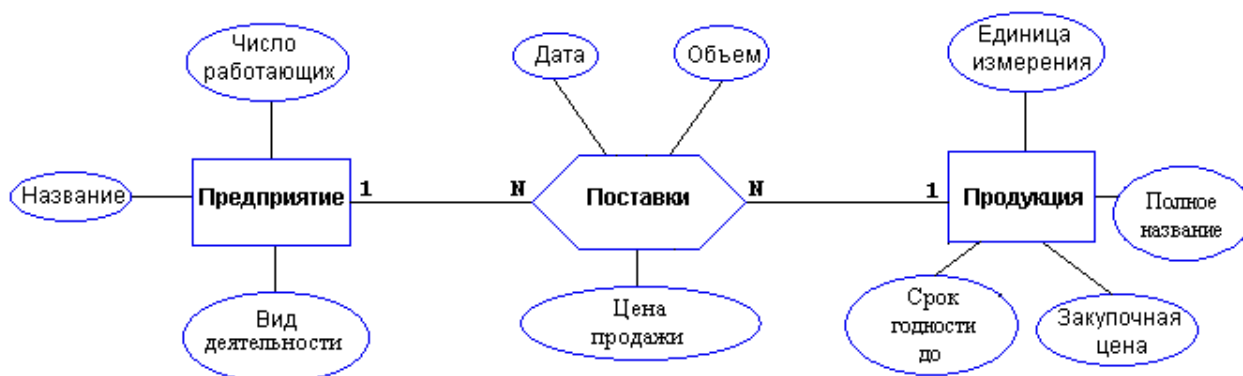 Число
работающих
Дата
Объем
Единица
измерения
Название
Предприятие
1
N
Поставки
N
1
Продукция
Полное
название
Вид
деятельности
Цена
продажи
Срок
годности
до
Закупочная
цена